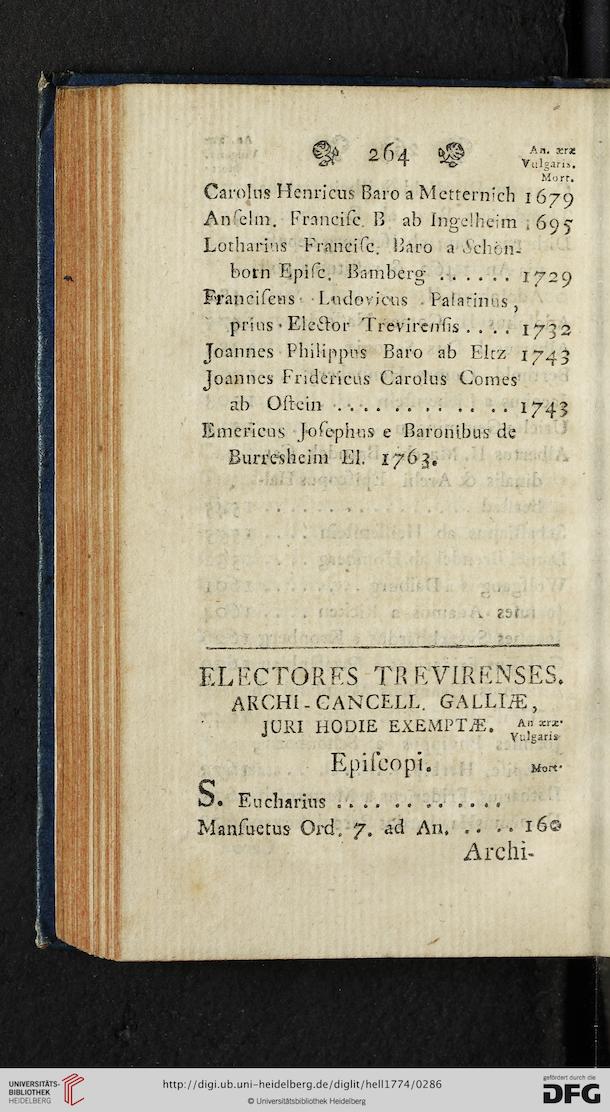 264
An. æræ
Vulgaris.
Mort.
Carolus Henricus Baro a Metternich 1679
Anſelm. Franciſc. B ab Ingelheim 1695
Lotharius Franciſc. Baro a Schön-
born Epiſc. Bamberg . . . . . . 1729
Franciſcus Ludovicus Palatinus,
prius Elector Trevirenſis . . . . 1732
Joannes Philippus Baro ab Eltz 1743
Joannes Fridericus Carolus Comes
ab Oſtein . . . . . . . . . . . . 1743
Emericus Joſephus e Baronibus de
Burresheim El. 1763.
ELECTORES TREVIRENSES.
ARCHI-CANCELL. GALLIÆ,
JURI HODIE EXEMPTÆ.
An æræ
Vulgaris
Epiſcopi.
Mort.
S. Eucharius . . . . . . . . . . . .
Manſuetus Ord. 7. ad An. . . . . 160
Archi-
UNIVERSITÄTS-
BIBLIOTHEK
HEIDELBERG
http://digi.ub.uni-heidelberg.de/diglit/hell1774/0286
© Universitätsbibliothek Heidelberg
gefördert durch die
DFG